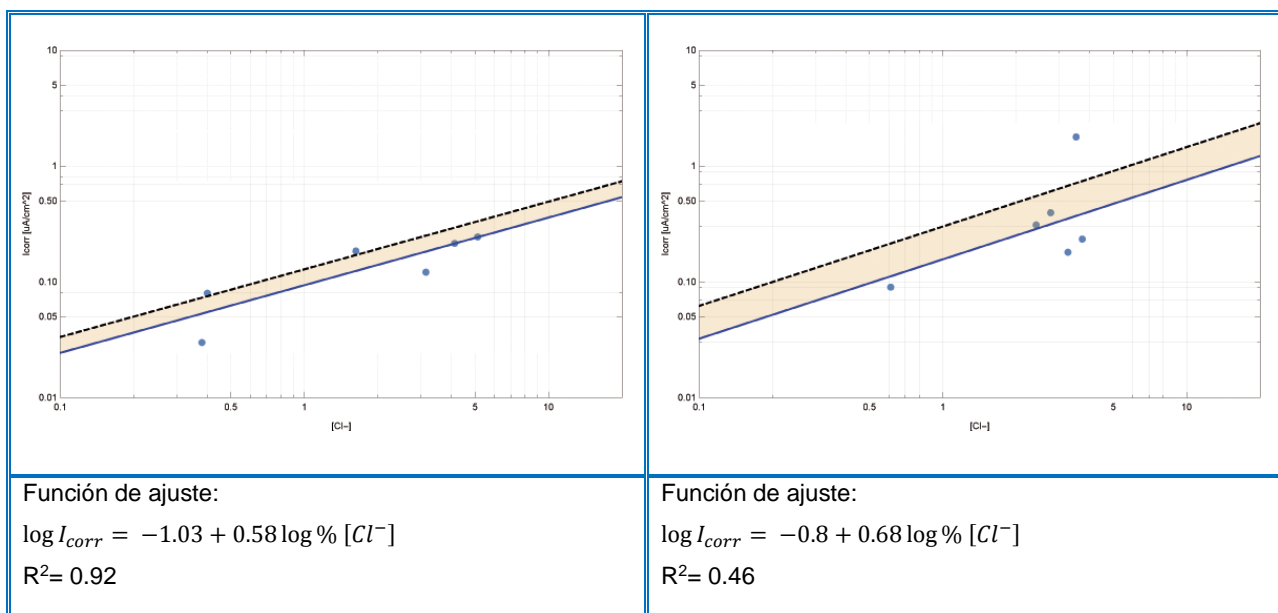 10
5
1
0.50
0.10
0.05
0.01
Icorr [uA/cm^2]
0.1 0.5 1 5 10
[Cl−]
10
5
1
0.50
0.10
0.05
0.01
Icorr [uA/cm^2]
0.1 0.5 1 5 10
[Cl−]
Función de ajuste:
log I_corr = −1.03 + 0.58 log % [Cl⁻]
R²= 0.92
Función de ajuste:
log I_corr = −0.8 + 0.68 log % [Cl⁻]
R²= 0.46